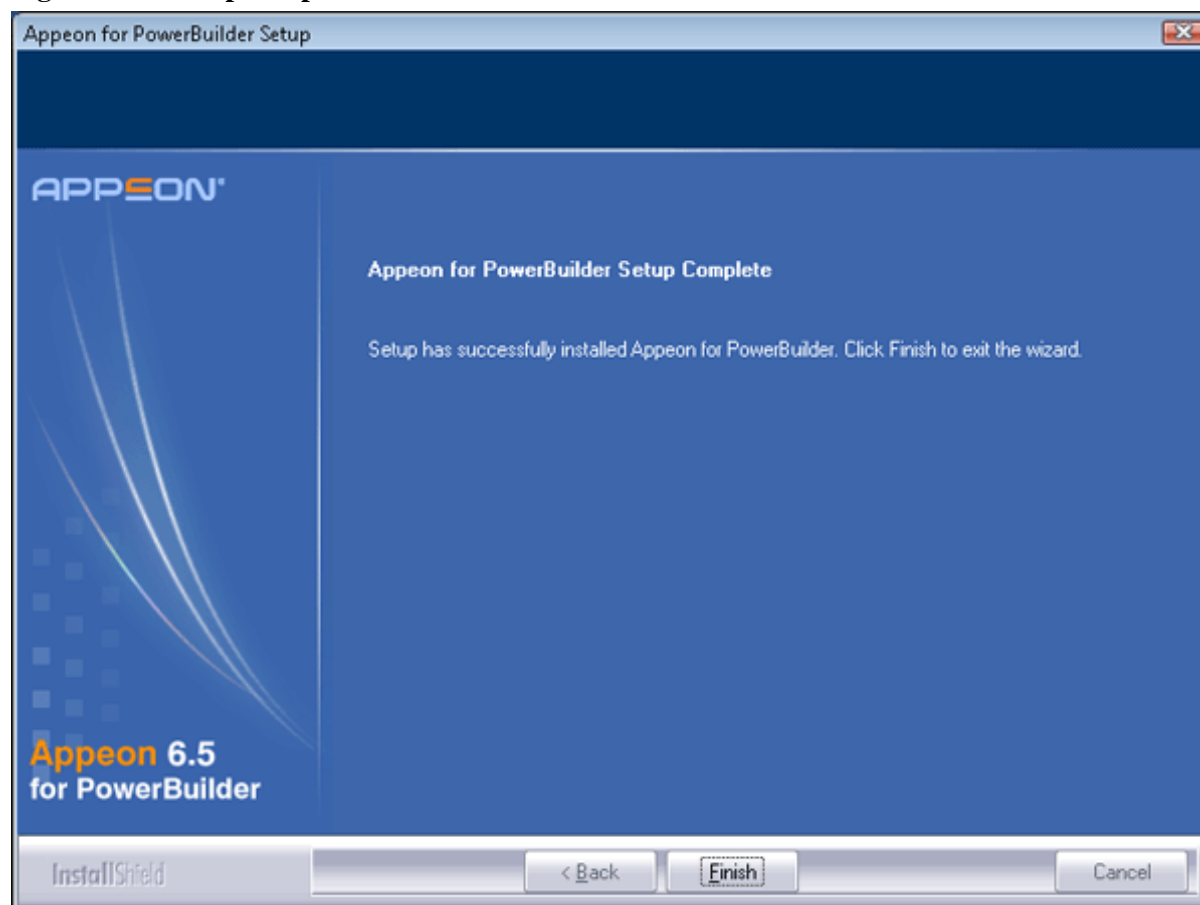 Appeon for PowerBuilder Setup
APPEON
Appeon for PowerBuilder Setup Complete
Setup has successfully installed Appeon for PowerBuilder. Click Finish to exit the wizard.
Appeon 6.5
for PowerBuilder
InstallShield
< Back
Finish
Cancel